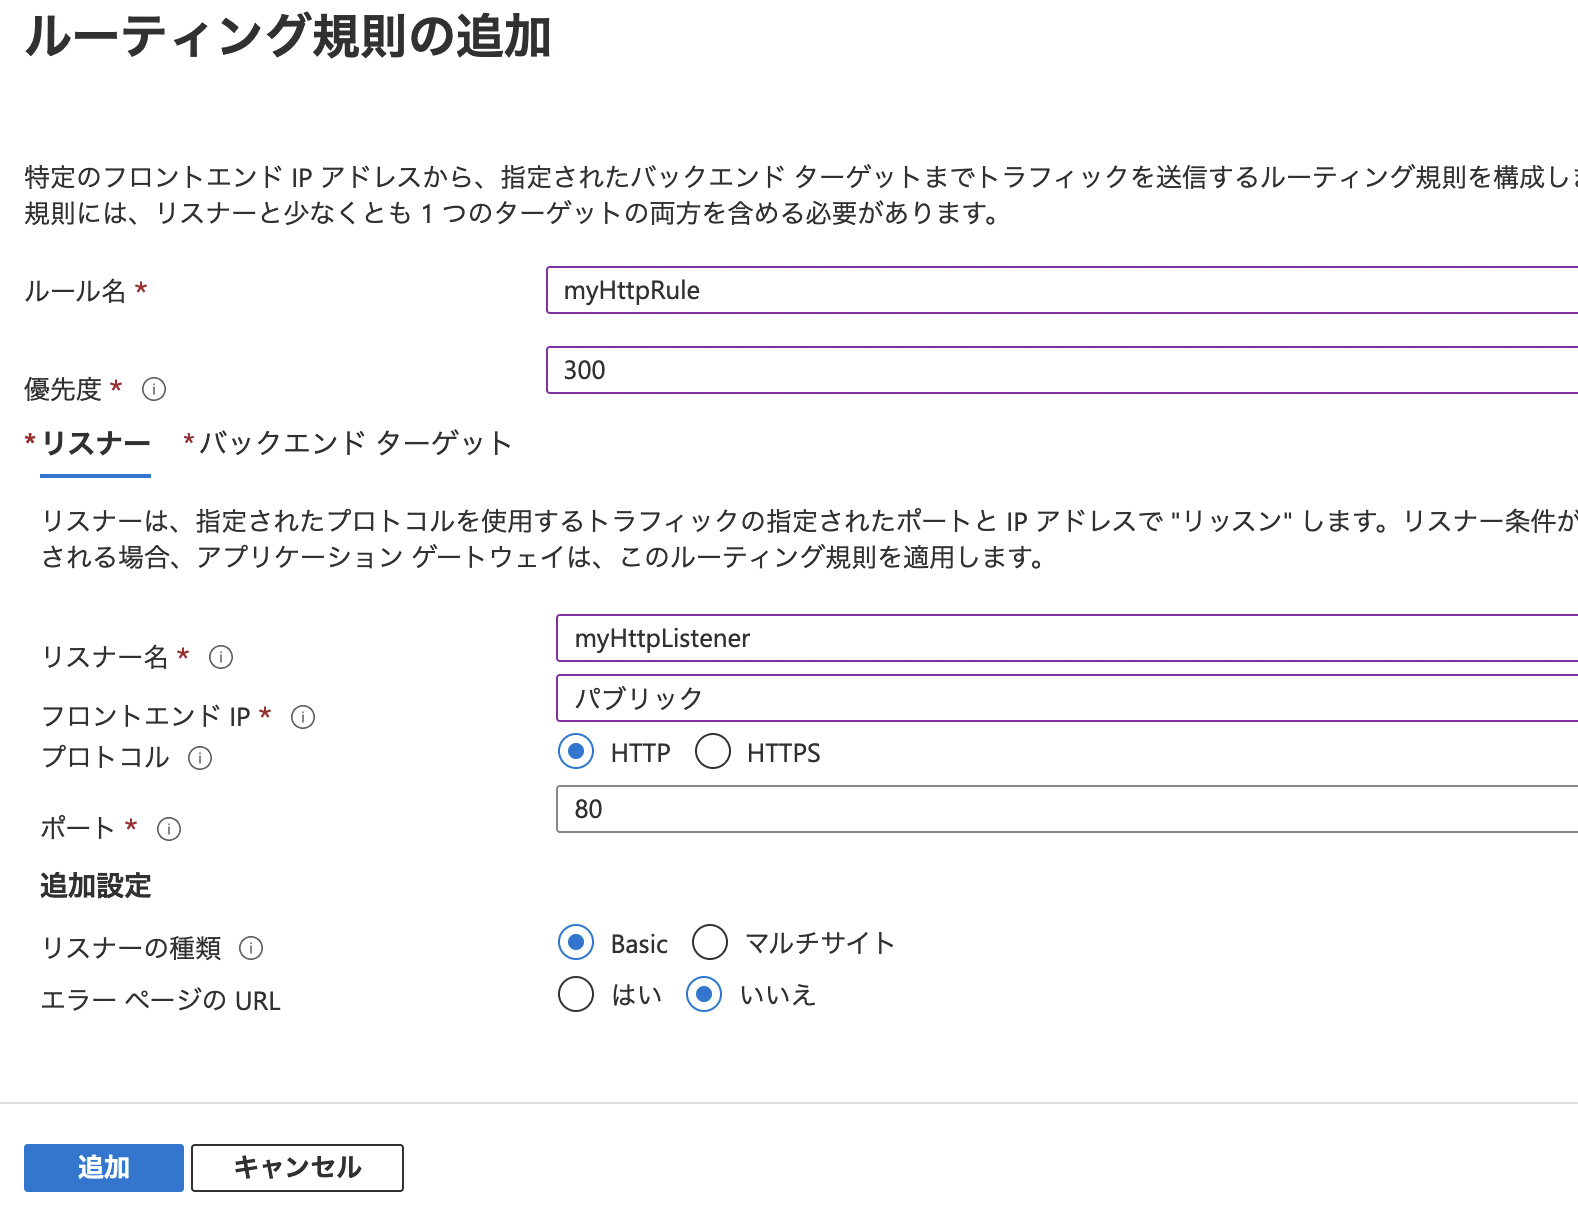 ルーティング規則の追加
特定のフロントエンド IP アドレスから、指定されたバックエンド ターゲットまでトラフィックを送信するルーティング規則を構成し
規則には、リスナーと少なくとも 1 つのターゲットの両方を含める必要があります。
ルール名 * myHttpRule
優先度 * 300
* リスナー * バックエンド ターゲット
リスナーは、指定されたプロトコルを使用するトラフィックの指定されたポートと IP アドレスで "リッスン" します。リスナー条件が
される場合、アプリケーション ゲートウェイは、このルーティング規則を適用します。
リスナー名 * myHttpListener
フロントエンド IP * パブリック
プロトコル HTTP HTTPS
ポート * 80
追加設定
リスナーの種類 Basic マルチサイト
エラー ページの URL はい いいえ
追加 キャンセル